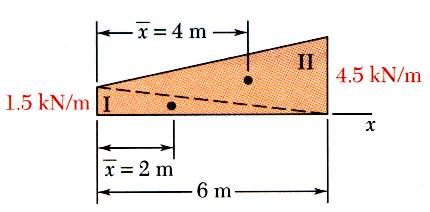 x̄ = 4 m
II
4.5 kN/m
1.5 kN/m
I
x
x̄ = 2 m
6 m